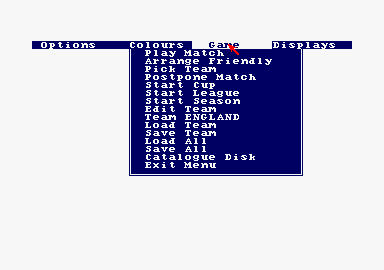 Options Colours Game Displays
Play Match
Arrange Friendly
Pick Team
Postpone Match
Start Cup
Start League
Start Season
Edit Team
Team ENGLAND
Load Team
Save Team
Load All
Save All
Catalogue Disk
Exit Menu